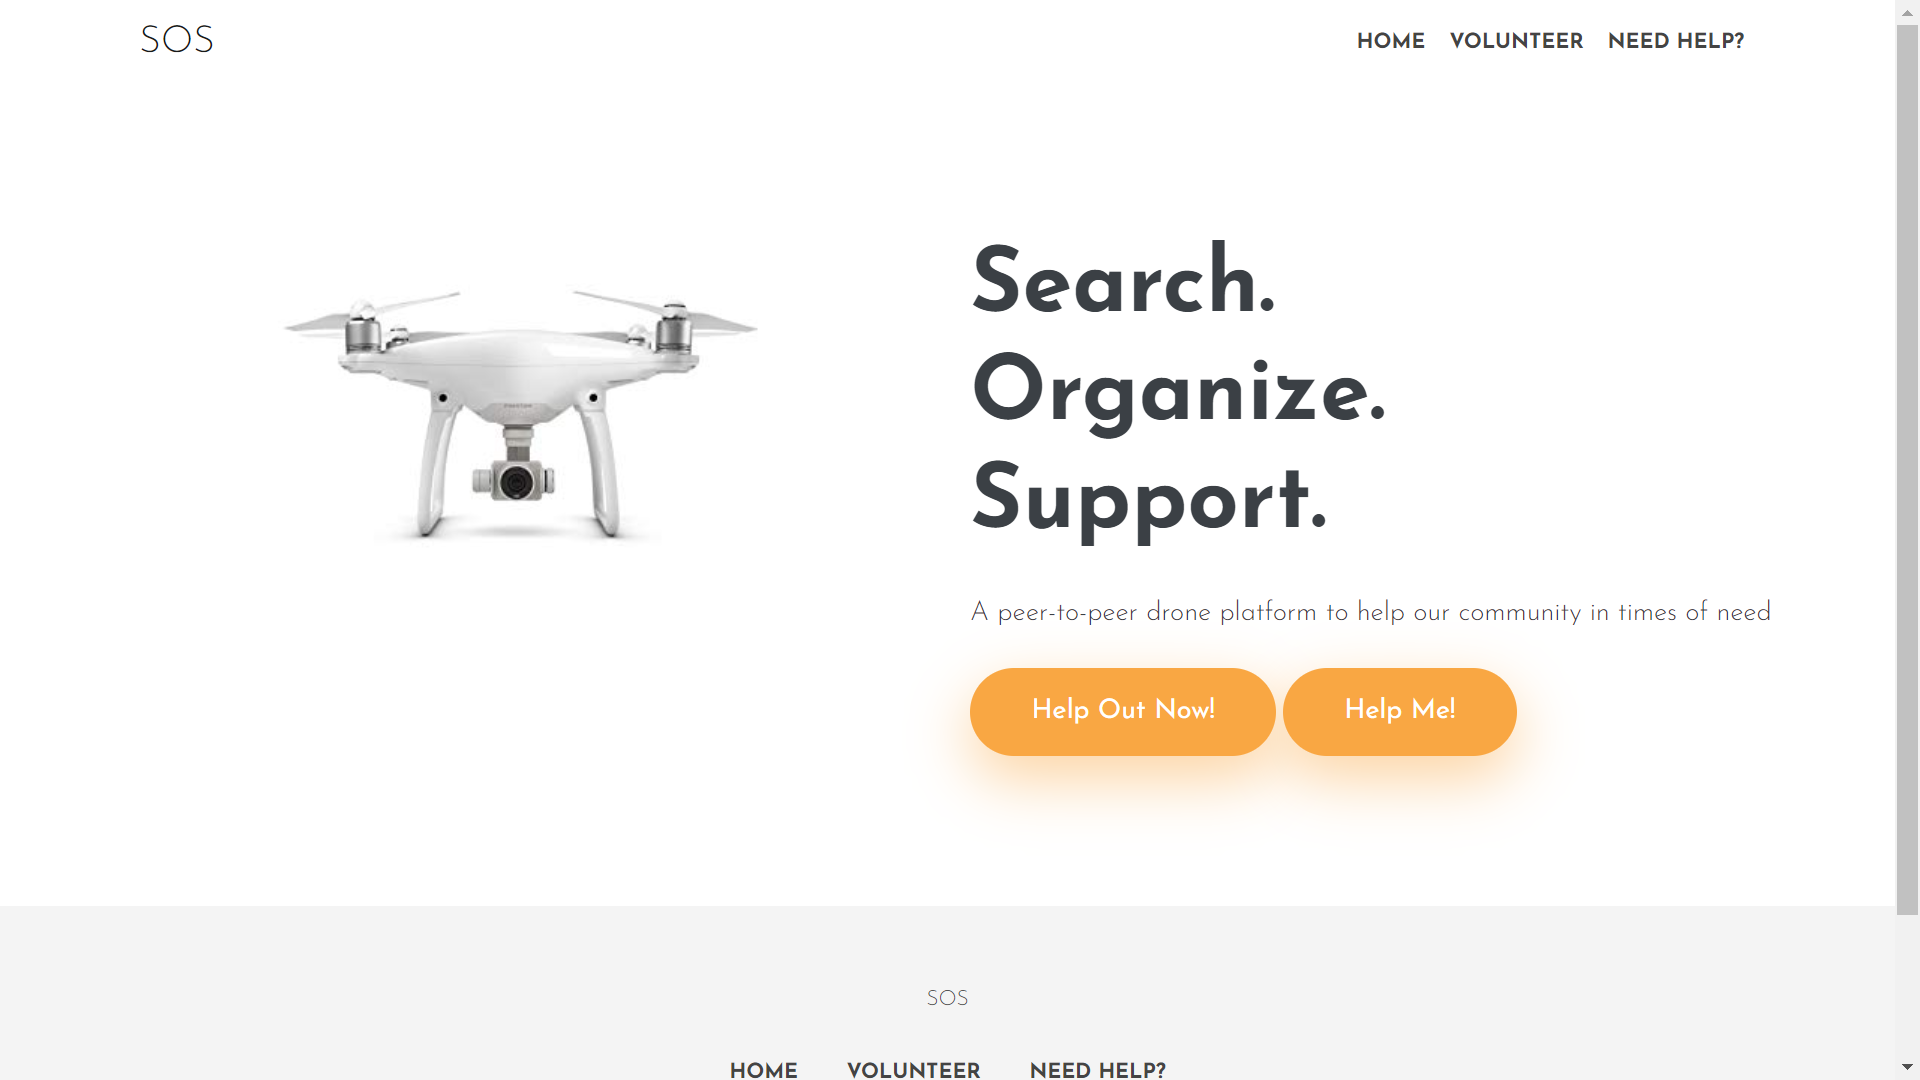 SOS
HOME VOLUNTEER NEED HELP?
Search.
Organize.
Support.
A peer-to-peer drone platform to help our community in times of need
Help Out Now! Help Me!
SOS
HOME VOLUNTEER NEED HELP?